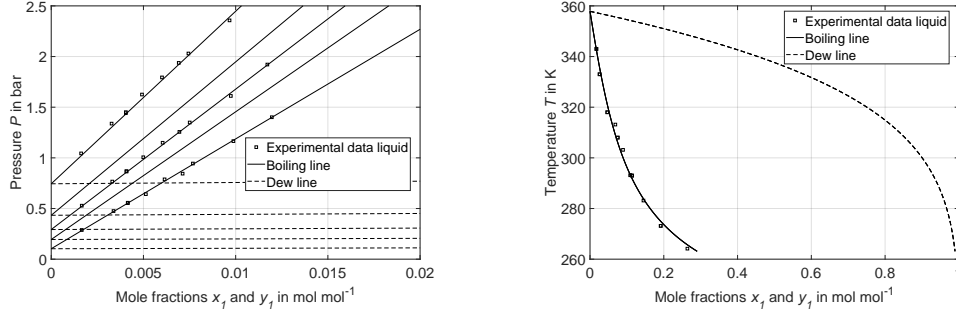 2.5
2
1.5
1
0.5
0
Pressure P in bar
Experimental data liquid
Boiling line
Dew line
0
0.005
0.01
0.015
0.02
Mole fractions x1 and y1 in mol mol-1
360
340
320
300
280
260
Temperature T in K
Experimental data liquid
Boiling line
Dew line
0
0.2
0.4
0.6
0.8
1
Mole fractions x1 and y1 in mol mol-1